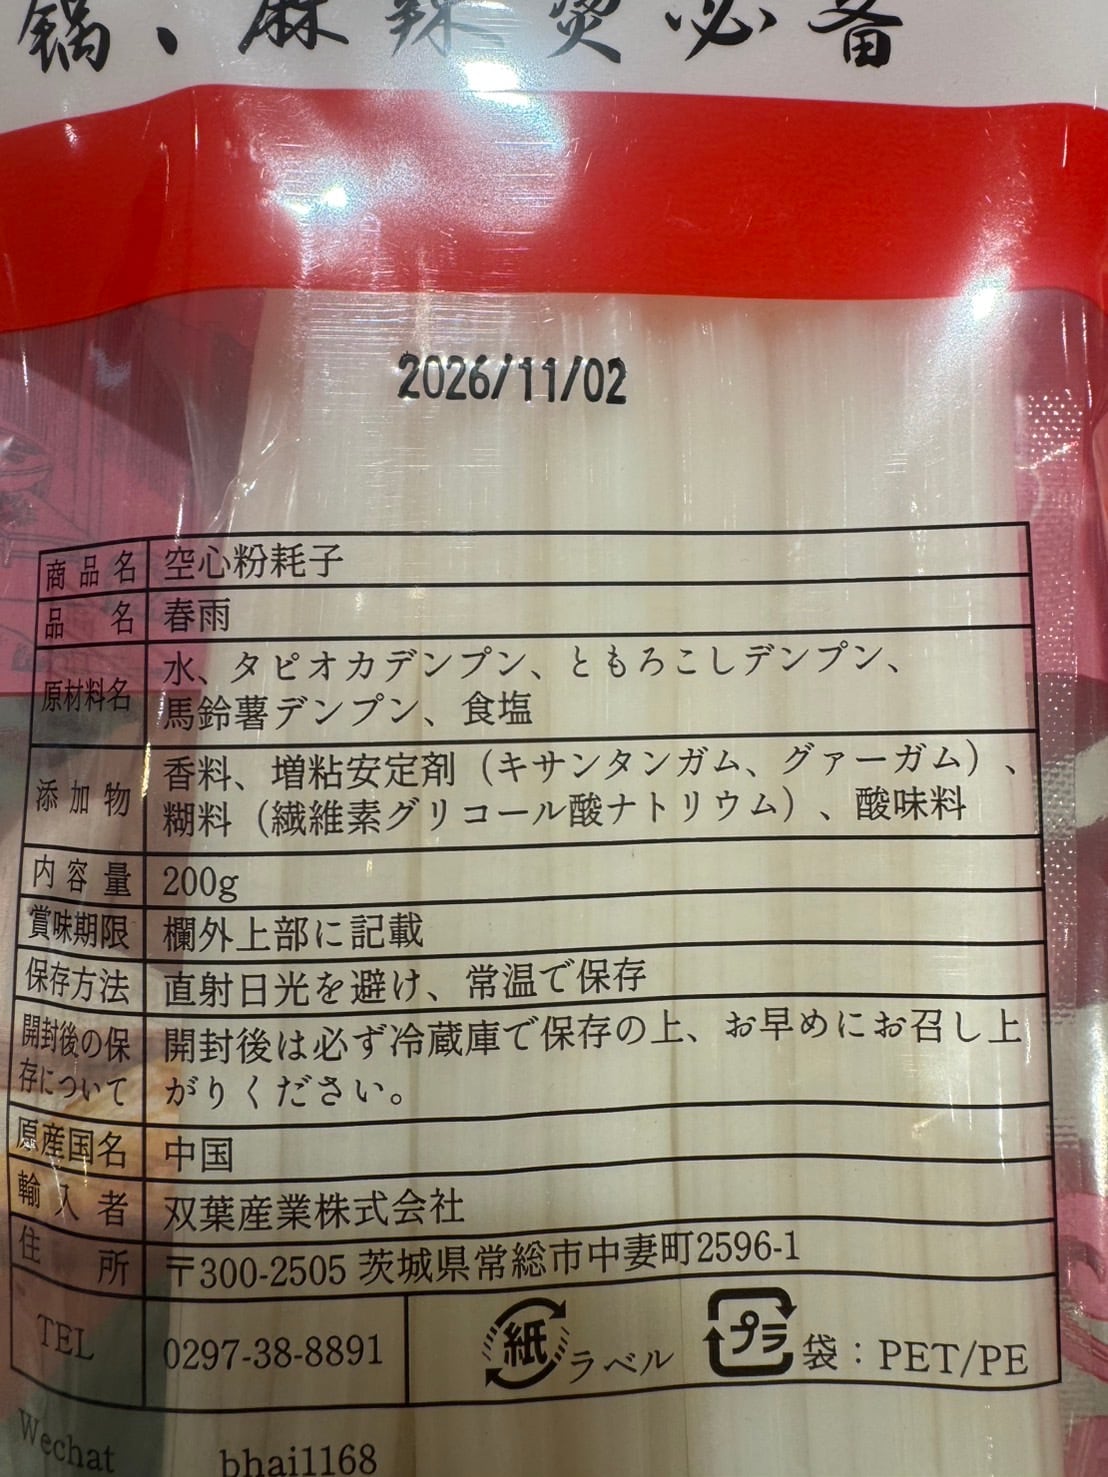 锅、麻辣烫必备
2026/11/02
商品名 空心粉耗子
品名 春雨
原材料名 水、タピオカデンプン、ともろこしデンプン、
馬鈴薯デンプン、食塩
添加物 香料、増粘安定剤（キサンタンガム、グァーガム）、
糊料（繊維素グリコール酸ナトリウム）、酸味料
内容量 200g
賞味期限 欄外上部に記載
保存方法 直射日光を避け、常温で保存
開封後の保 開封後は必ず冷蔵庫で保存の上、お早めにお召し上
存について がりください。
原産国名 中国
輸入者 双葉産業株式会社
住所 〒300-2505 茨城県常総市中妻町2596-1
TEL 0297-38-8891 紙 ラベル プラ 袋：PET/PE
Wechat bhai1168